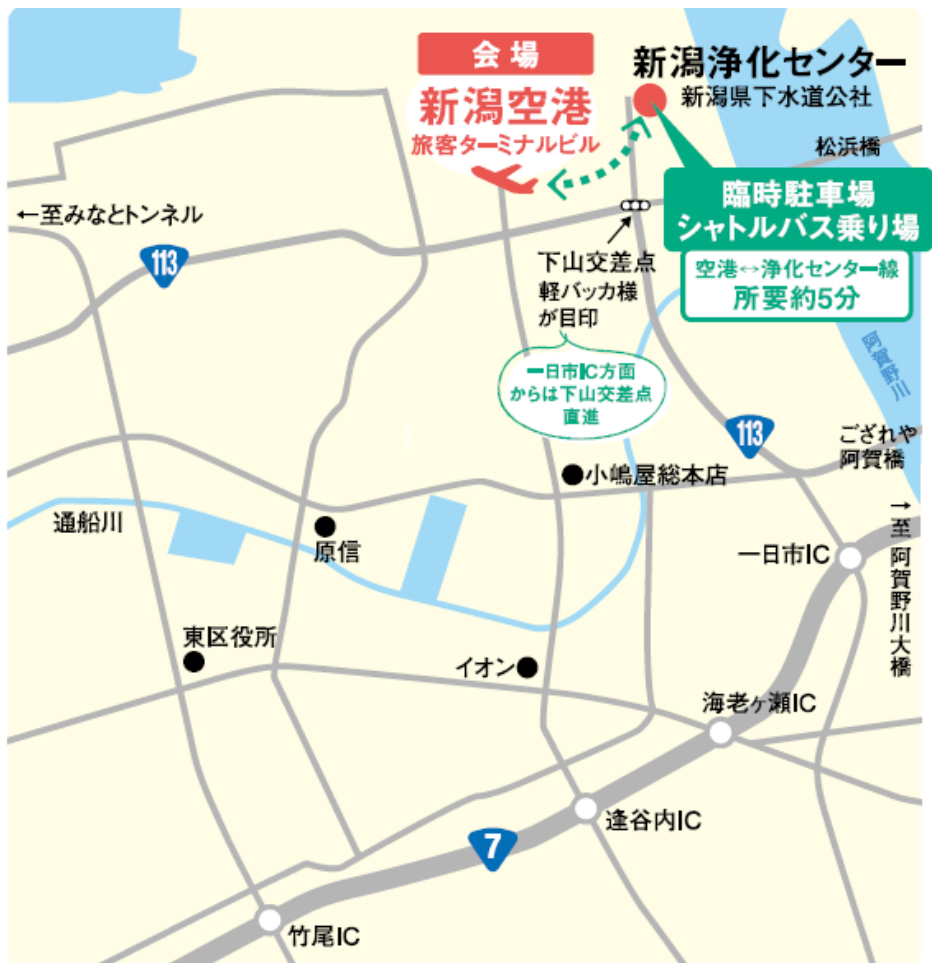 会場
新潟空港
旅客ターミナルビル
新潟浄化センター
新潟県下水道公社
松浜橋
臨時駐車場
シャトルバス乗り場
空港↔浄化センター線
所要約5分
←至みなとトンネル
113
下山交差点
軽バッカ様
が目印
一日市IC方面
からは下山交差点
直進
阿賀野川
113
ござれや
阿賀橋
小嶋屋総本店
通船川
原信
一日市IC
→至 阿賀野川大橋
東区役所
イオン
海老ヶ瀬IC
逢谷内IC
7
竹尾IC